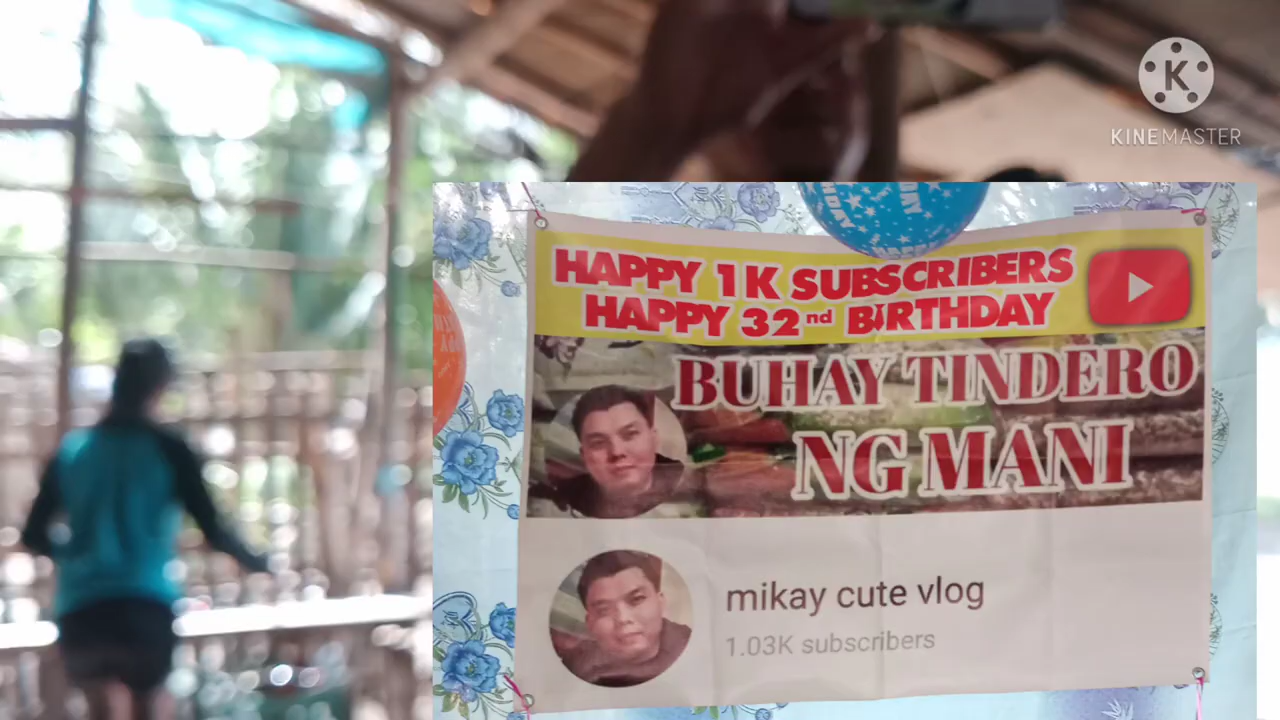 KINEMASTER
HAPPY 1K SUBSCRIBERS
HAPPY 32nd BIRTHDAY
BUHAY TINDERO
NG MANI
mikay cute vlog
1.03K subscribers